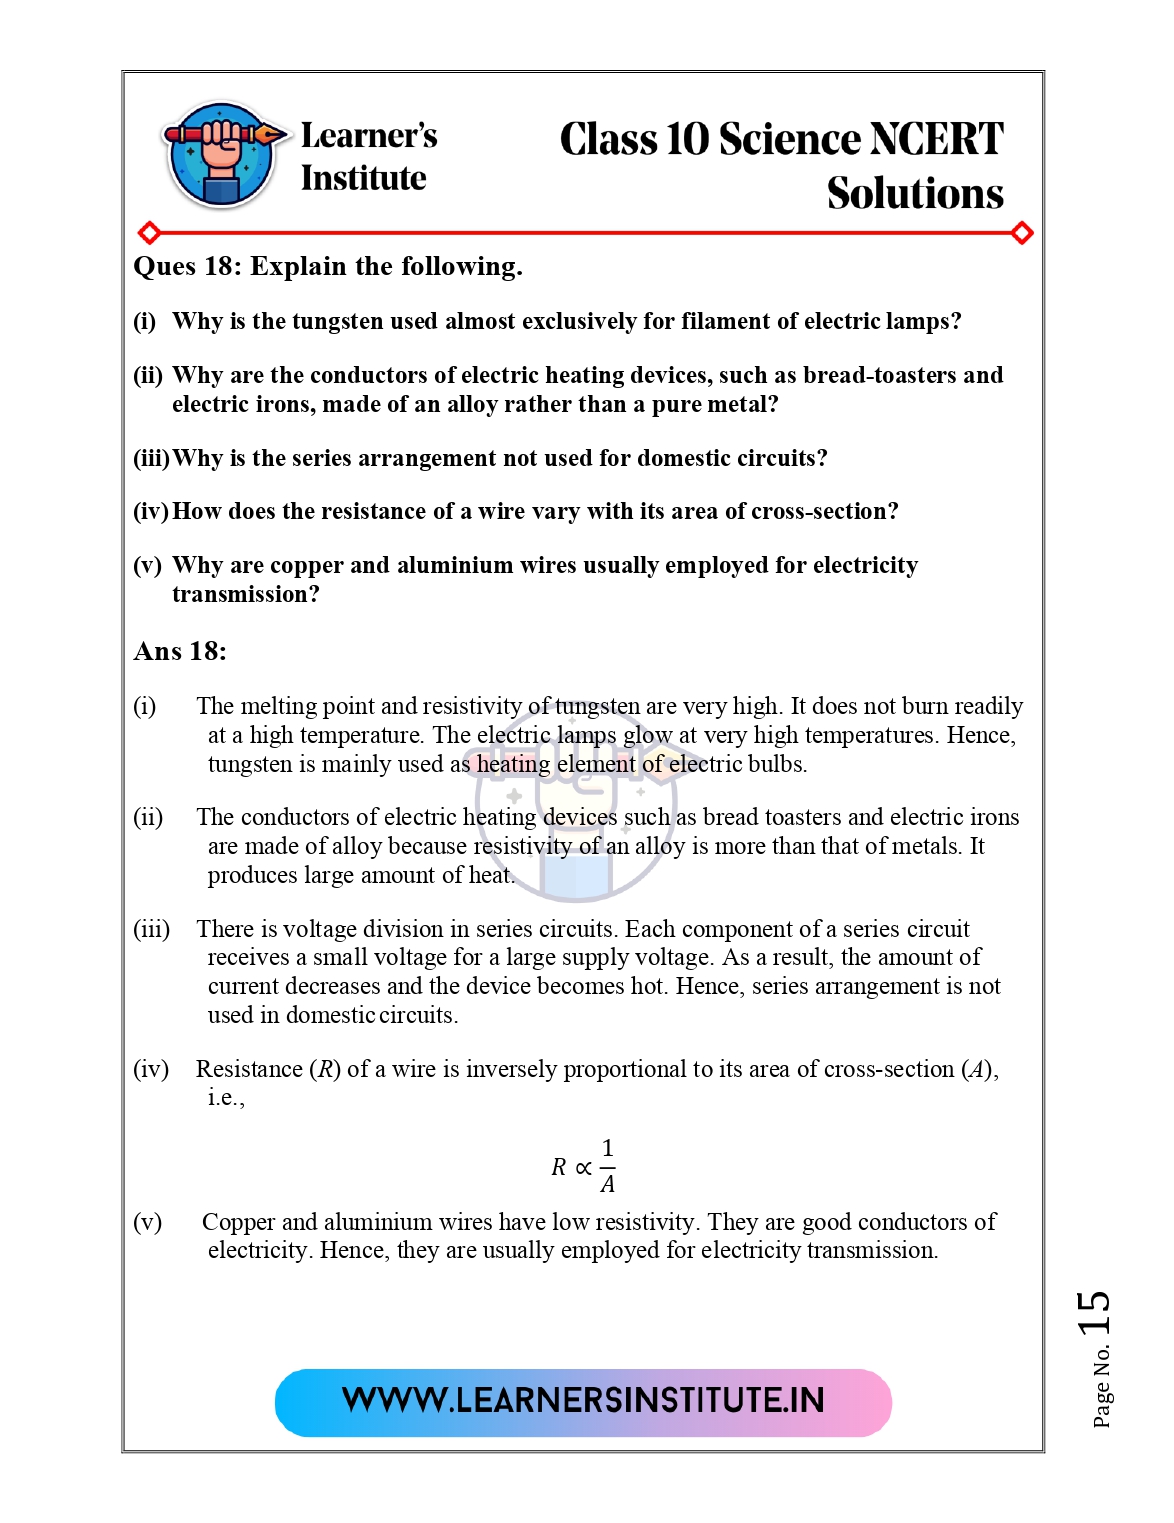 Learner's
Institute
Class 10 Science NCERT
Solutions
Ques 18: Explain the following.
(i) Why is the tungsten used almost exclusively for filament of electric lamps?
(ii) Why are the conductors of electric heating devices, such as bread-toasters and
electric irons, made of an alloy rather than a pure metal?
(iii) Why is the series arrangement not used for domestic circuits?
(iv) How does the resistance of a wire vary with its area of cross-section?
(v) Why are copper and aluminium wires usually employed for electricity
transmission?
Ans 18:
(i) The melting point and resistivity of tungsten are very high. It does not burn readily
at a high temperature. The electric lamps glow at very high temperatures. Hence,
tungsten is mainly used as heating element of electric bulbs.
(ii) The conductors of electric heating devices such as bread toasters and electric irons
are made of alloy because resistivity of an alloy is more than that of metals. It
produces large amount of heat.
(iii) There is voltage division in series circuits. Each component of a series circuit
receives a small voltage for a large supply voltage. As a result, the amount of
current decreases and the device becomes hot. Hence, series arrangement is not
used in domestic circuits.
(iv) Resistance (R) of a wire is inversely proportional to its area of cross-section (A),
i.e.,
R ∝ 1/A
(v) Copper and aluminium wires have low resistivity. They are good conductors of
electricity. Hence, they are usually employed for electricity transmission.
Page No. 15
WWW.LEARNERSINSTITUTE.IN